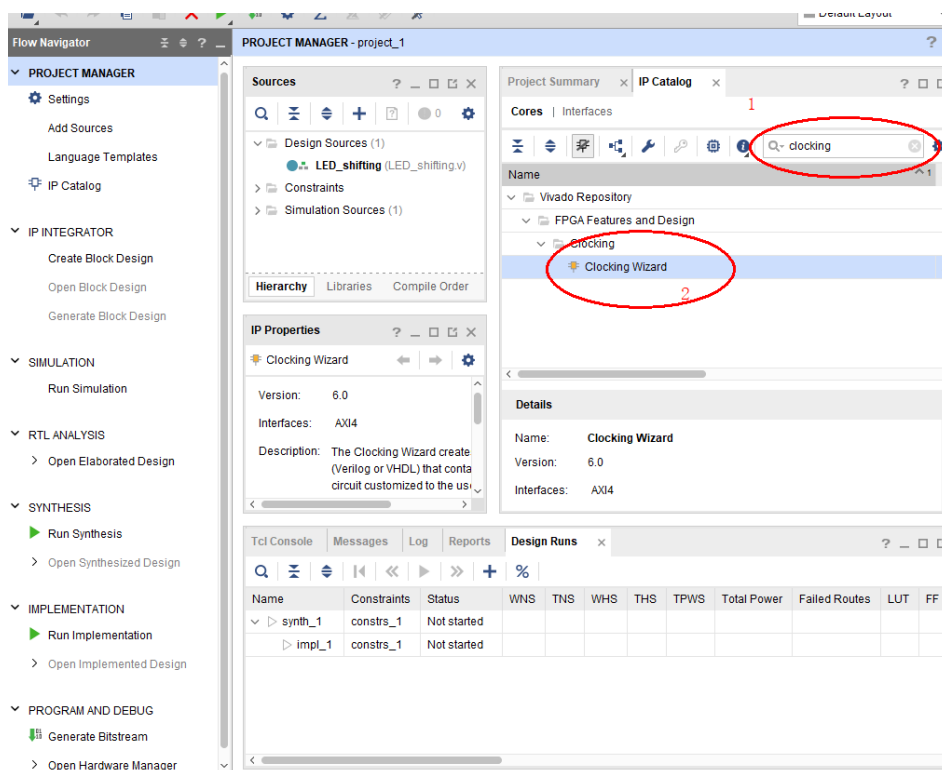 Default Layout
Flow Navigator
PROJECT MANAGER - project_1
PROJECT MANAGER
Settings
Add Sources
Language Templates
IP Catalog
IP INTEGRATOR
Create Block Design
Open Block Design
Generate Block Design
SIMULATION
Run Simulation
RTL ANALYSIS
Open Elaborated Design
SYNTHESIS
Run Synthesis
Open Synthesized Design
IMPLEMENTATION
Run Implementation
Open Implemented Design
PROGRAM AND DEBUG
Generate Bitstream
Open Hardware Manager
Sources
0
Design Sources (1)
LED_shifting (LED_shifting.v)
Constraints
Simulation Sources (1)
Hierarchy Libraries Compile Order
IP Properties
Clocking Wizard
Version: 6.0
Interfaces: AXI4
Description: The Clocking Wizard create
(Verilog or VHDL) that conta
circuit customized to the use
Project Summary IP Catalog
1
Cores | Interfaces
clocking
Name 1
Vivado Repository
FPGA Features and Design
Clocking
Clocking Wizard
2
Details
Name: Clocking Wizard
Version: 6.0
Interfaces: AXI4
Tcl Console Messages Log Reports Design Runs
Name Constraints Status WNS TNS WHS THS TPWS Total Power Failed Routes LUT FF
synth_1 constrs_1 Not started
impl_1 constrs_1 Not started